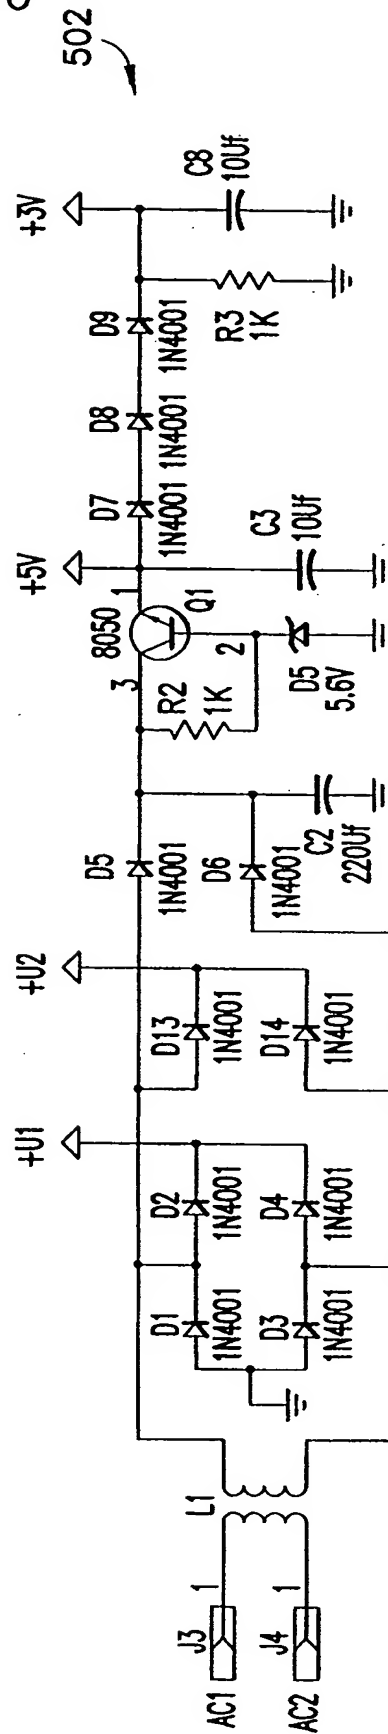 502
+3V
C8
10Uf
R3
1K
D9
1N4001
D8
1N4001
D7
1N4001
+5V
C3
10Uf
8050
1
Q1
2
3
D5
5.6V
R2
1K
D5
1N4001
D6
1N4001
C2
220Uf
+U2
D13
1N4001
D14
1N4001
+U1
D2
1N4001
D4
1N4001
D1
1N4001
D3
1N4001
L1
J3
1
AC1
J4
1
AC2